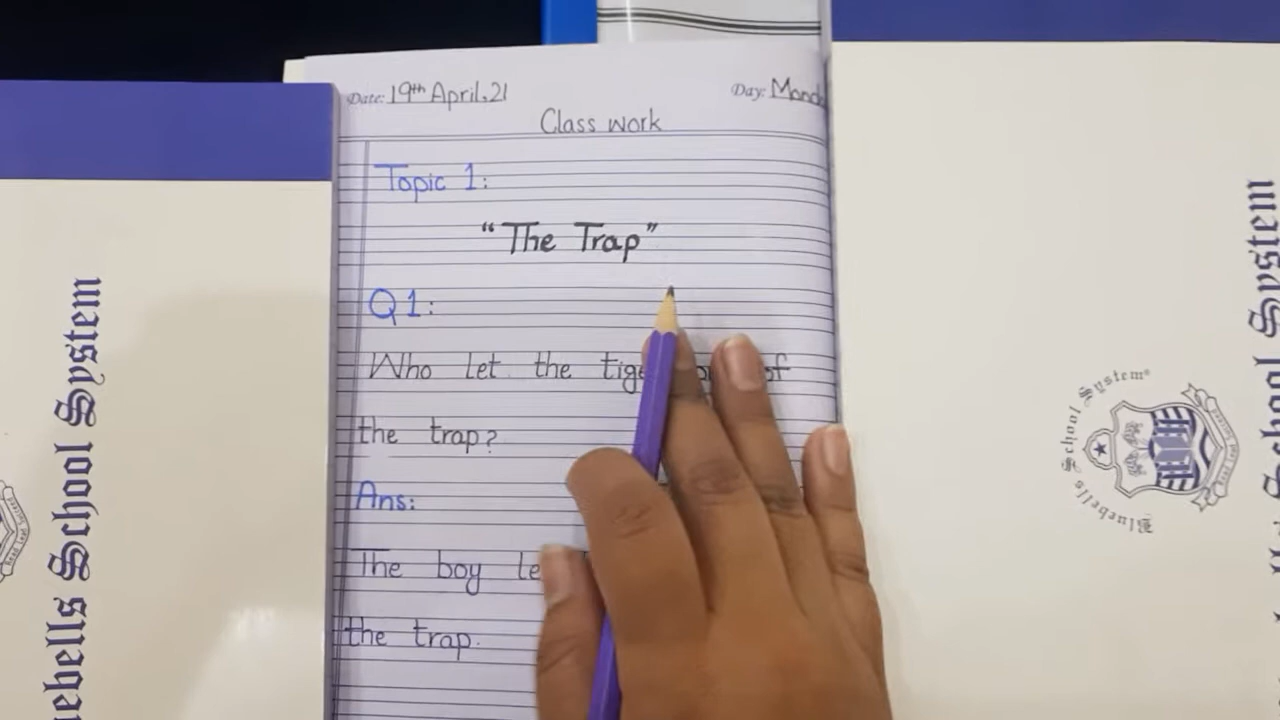 Date: 19th April, 21
Day:
Class work
Topic 1:
"The Trap"
Q1:
Who let the of
the trap?
Ans:
The boy
the trap.
School System
School System
Bluebells School System